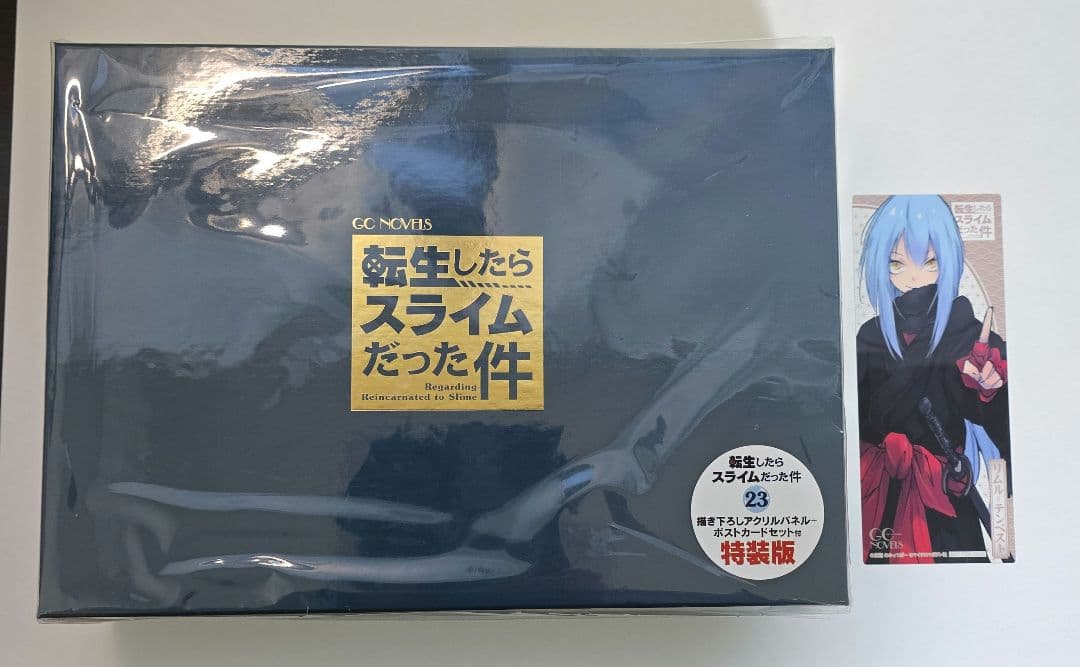 GC NOVELS
転生したら
スライム
だった件
Regarding
Reincarnated to Slime
転生したら
スライムだった件
23
描き下ろしアクリルパネル+
ポストカードセット付
特装版
転生したら
スライム
だった件
リムル テンペスト
GC
NOVELS